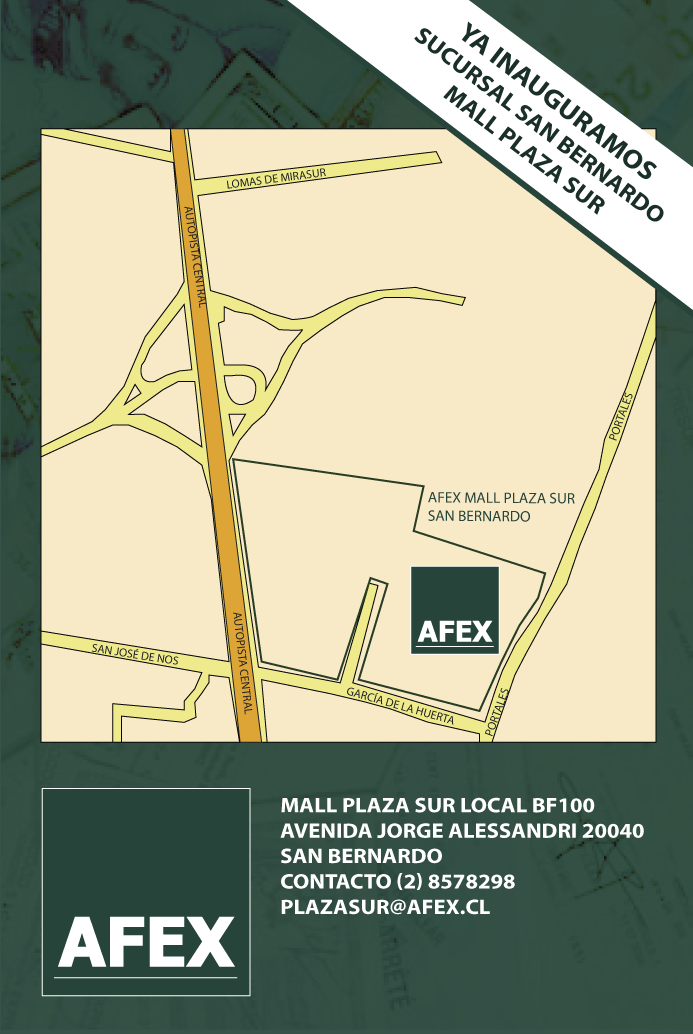 YA INAUGURAMOS
SUCURSAL SAN BERNARDO
MALL PLAZA SUR
LOMAS DE MIRASUR
AUTOPISTA CENTRAL
PORTALES
AFEX MALL PLAZA SUR
SAN BERNARDO
AFEX
AUTOPISTA CENTRAL
SAN JOSÉ DE NOS
GARCÍA DE LA HUERTA
PORTALES
AFEX
MALL PLAZA SUR LOCAL BF100
AVENIDA JORGE ALESSANDRI 20040
SAN BERNARDO
CONTACTO (2) 8578298
PLAZASUR@AFEX.CL
ARRÊTÉ